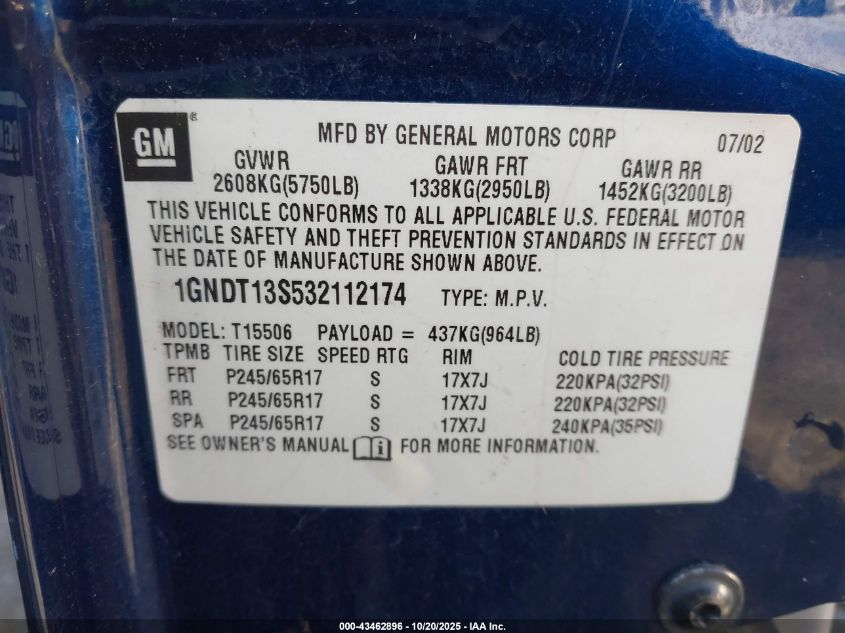 GM
®
MFD BY GENERAL MOTORS CORP 07/02
GVWR GAWR FRT GAWR RR
2608KG(5750LB) 1338KG(2950LB) 1452KG(3200LB)
THIS VEHICLE CONFORMS TO ALL APPLICABLE U.S. FEDERAL MOTOR
VEHICLE SAFETY AND THEFT PREVENTION STANDARDS IN EFFECT ON
THE DATE OF MANUFACTURE SHOWN ABOVE.
1GNDT13S532112174 TYPE: M.P.V.
MODEL: T15506 PAYLOAD = 437KG(964LB)
TPMB TIRE SIZE SPEED RTG RIM COLD TIRE PRESSURE
FRT P245/65R17 S 17X7J 220KPA(32PSI)
RR P245/65R17 S 17X7J 220KPA(32PSI)
SPA P245/65R17 S 17X7J 240KPA(35PSI)
SEE OWNER'S MANUAL i FOR MORE INFORMATION.
000-43462896 - 10/20/2025 - IAA Inc.